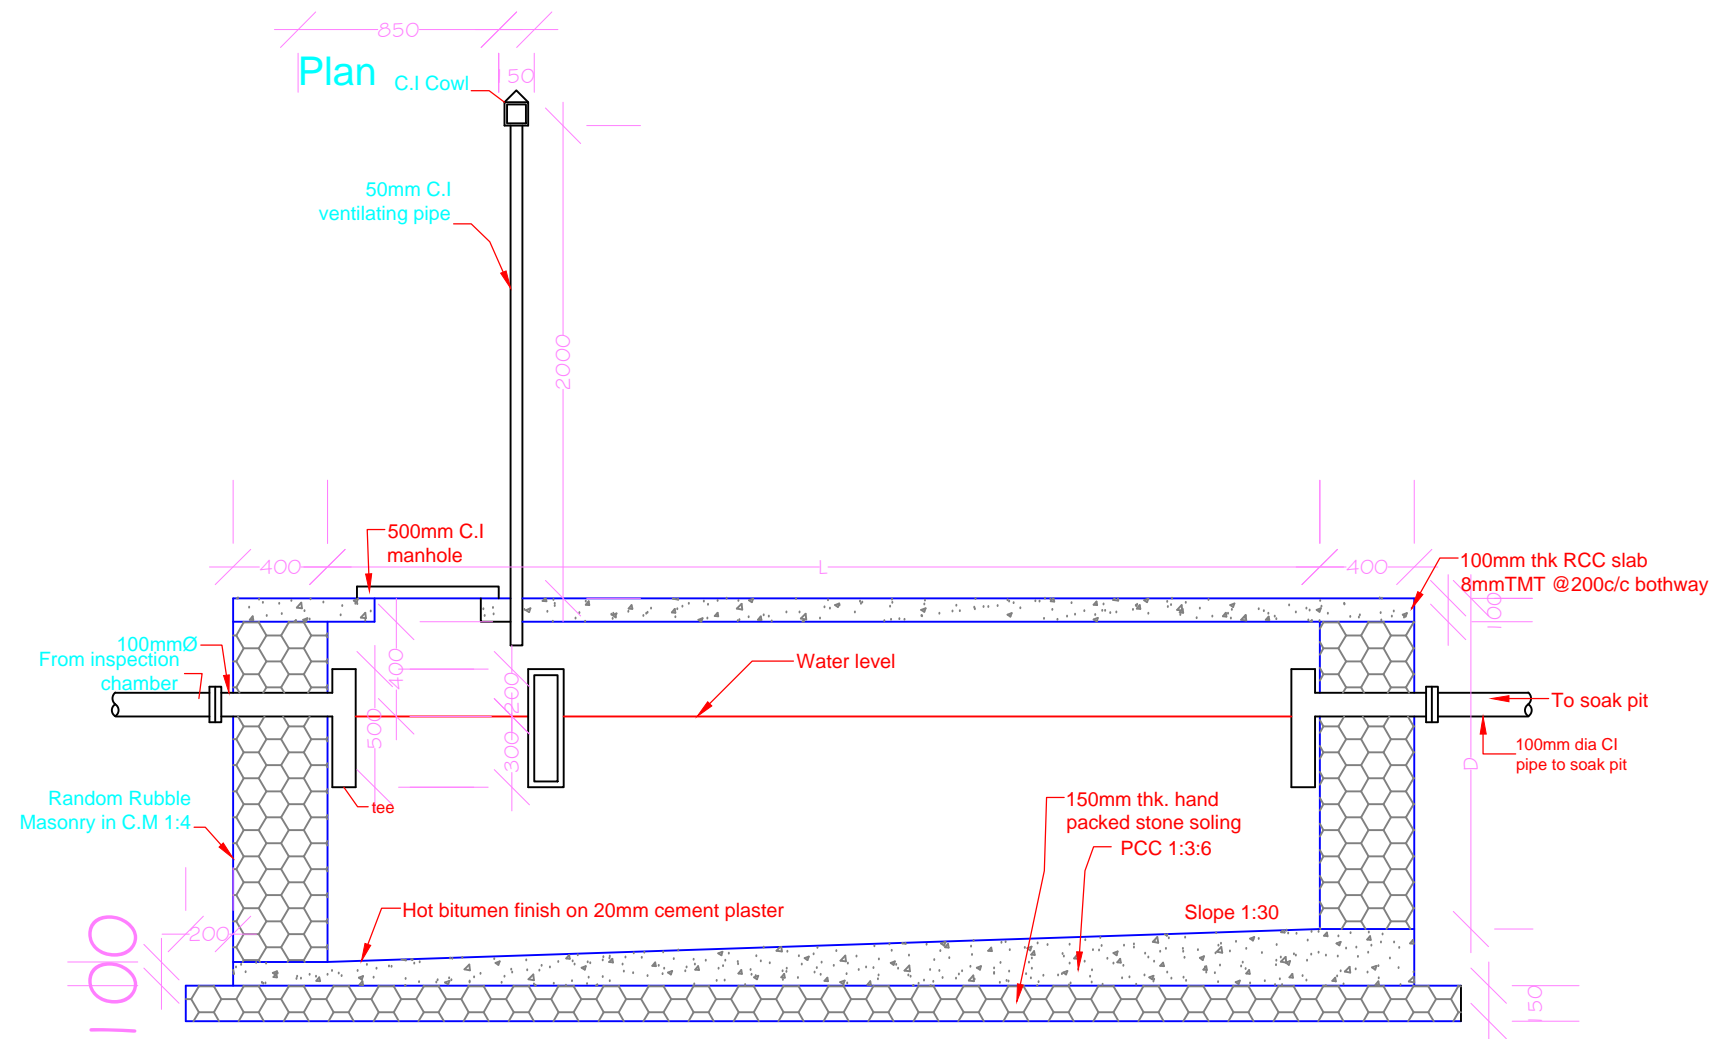 850
Plan
C.I Cowl
50
50mm C.I
ventilating pipe
2000
500mm C.I
manhole
400
L
400
100mm thk RCC slab
8mmTMT @200c/c bothway
100
100mmØ
From inspection
chamber
400
500
200
300
Water level
To soak pit
100mm dia CI
pipe to soak pit
D
tee
Random Rubble
Masonry in C.M 1:4
150mm thk. hand
packed stone soling
PCC 1:3:6
Hot bitumen finish on 20mm cement plaster
Slope 1:30
200
100
150